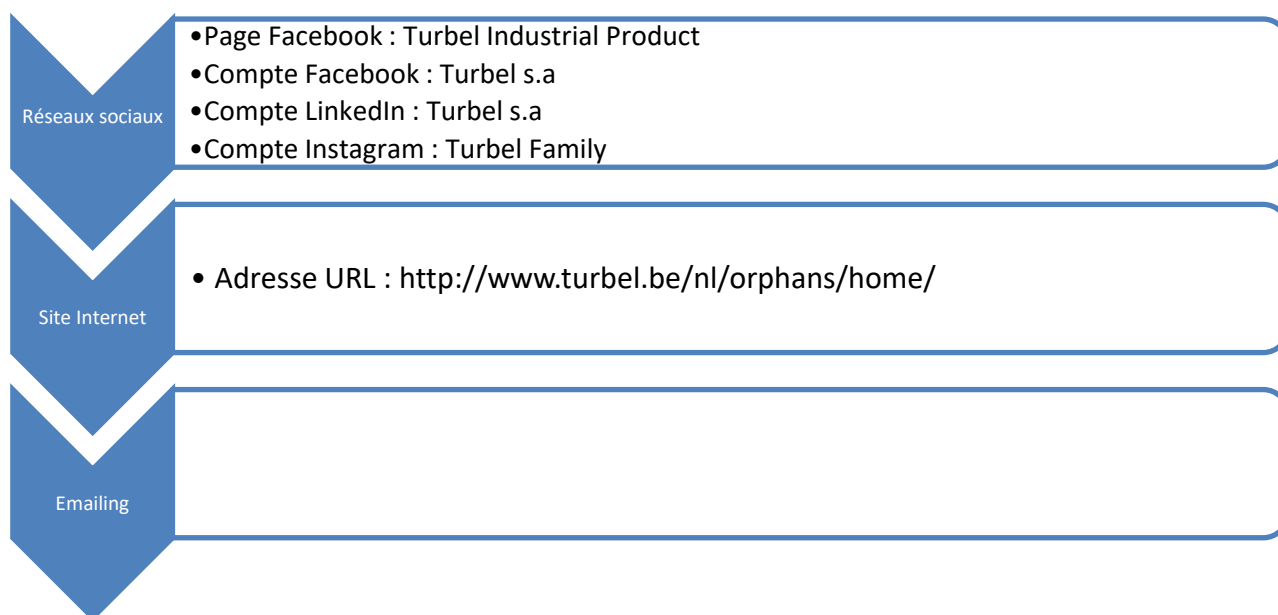 Réseaux sociaux
•Page Facebook : Turbel Industrial Product
•Compte Facebook : Turbel s.a
•Compte LinkedIn : Turbel s.a
•Compte Instagram : Turbel Family
Site Internet
• Adresse URL : http://www.turbel.be/nl/orphans/home/
Emailing